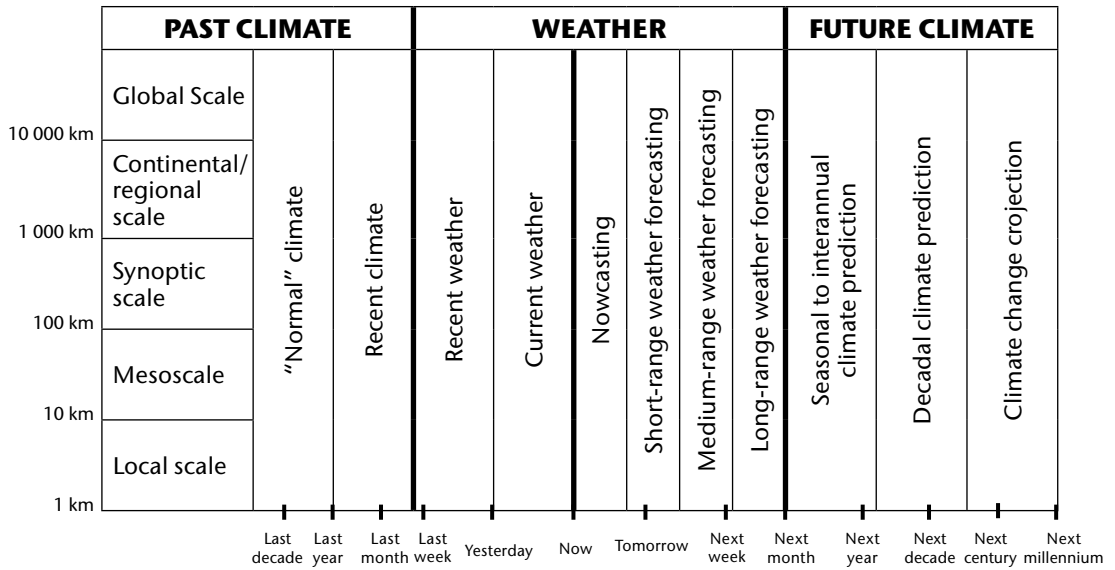 PAST CLIMATE
WEATHER
FUTURE CLIMATE
Global Scale
10 000 km
Continental/
regional
scale
1 000 km
Synoptic
scale
100 km
Mesoscale
10 km
Local scale
1 km
“Normal” climate
Recent climate
Recent weather
Current weather
Nowcasting
Short-range weather forecasting
Medium-range weather forecasting
Long-range weather forecasting
Seasonal to interannual
climate prediction
Decadal climate prediction
Climate change crojection
Last
decade
Last
year
Last
month
Last
week
Yesterday
Now
Tomorrow
Next
week
Next
month
Next
year
Next
decade
Next
century
Next
millennium